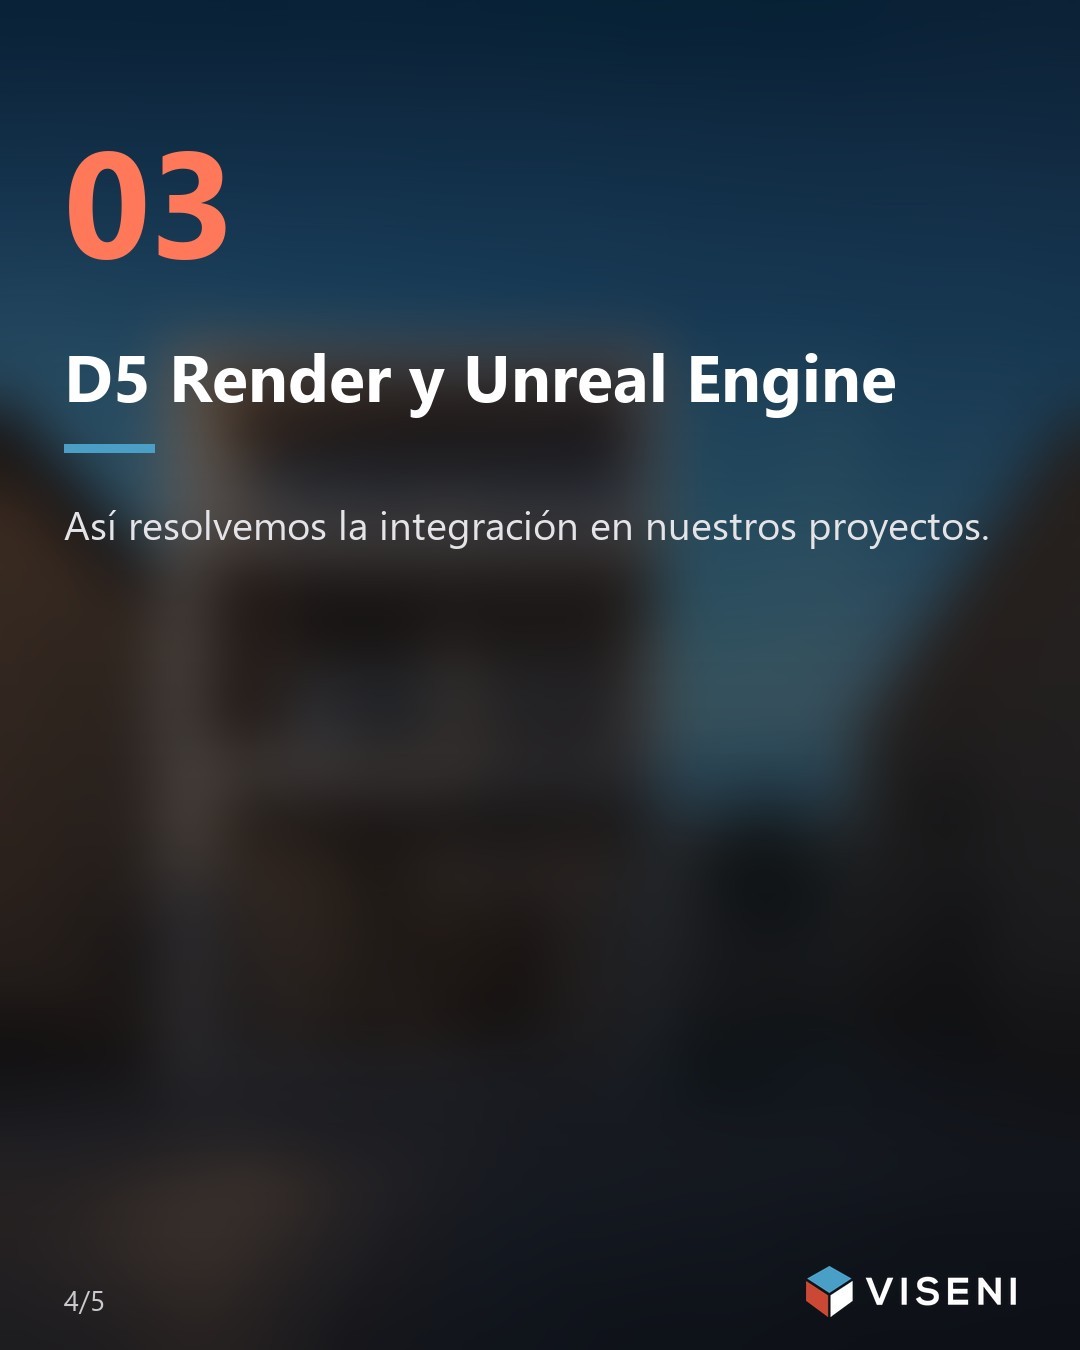 03
D5 Render y Unreal Engine
Así resolvemos la integración en nuestros proyectos.
4/5
VISENI